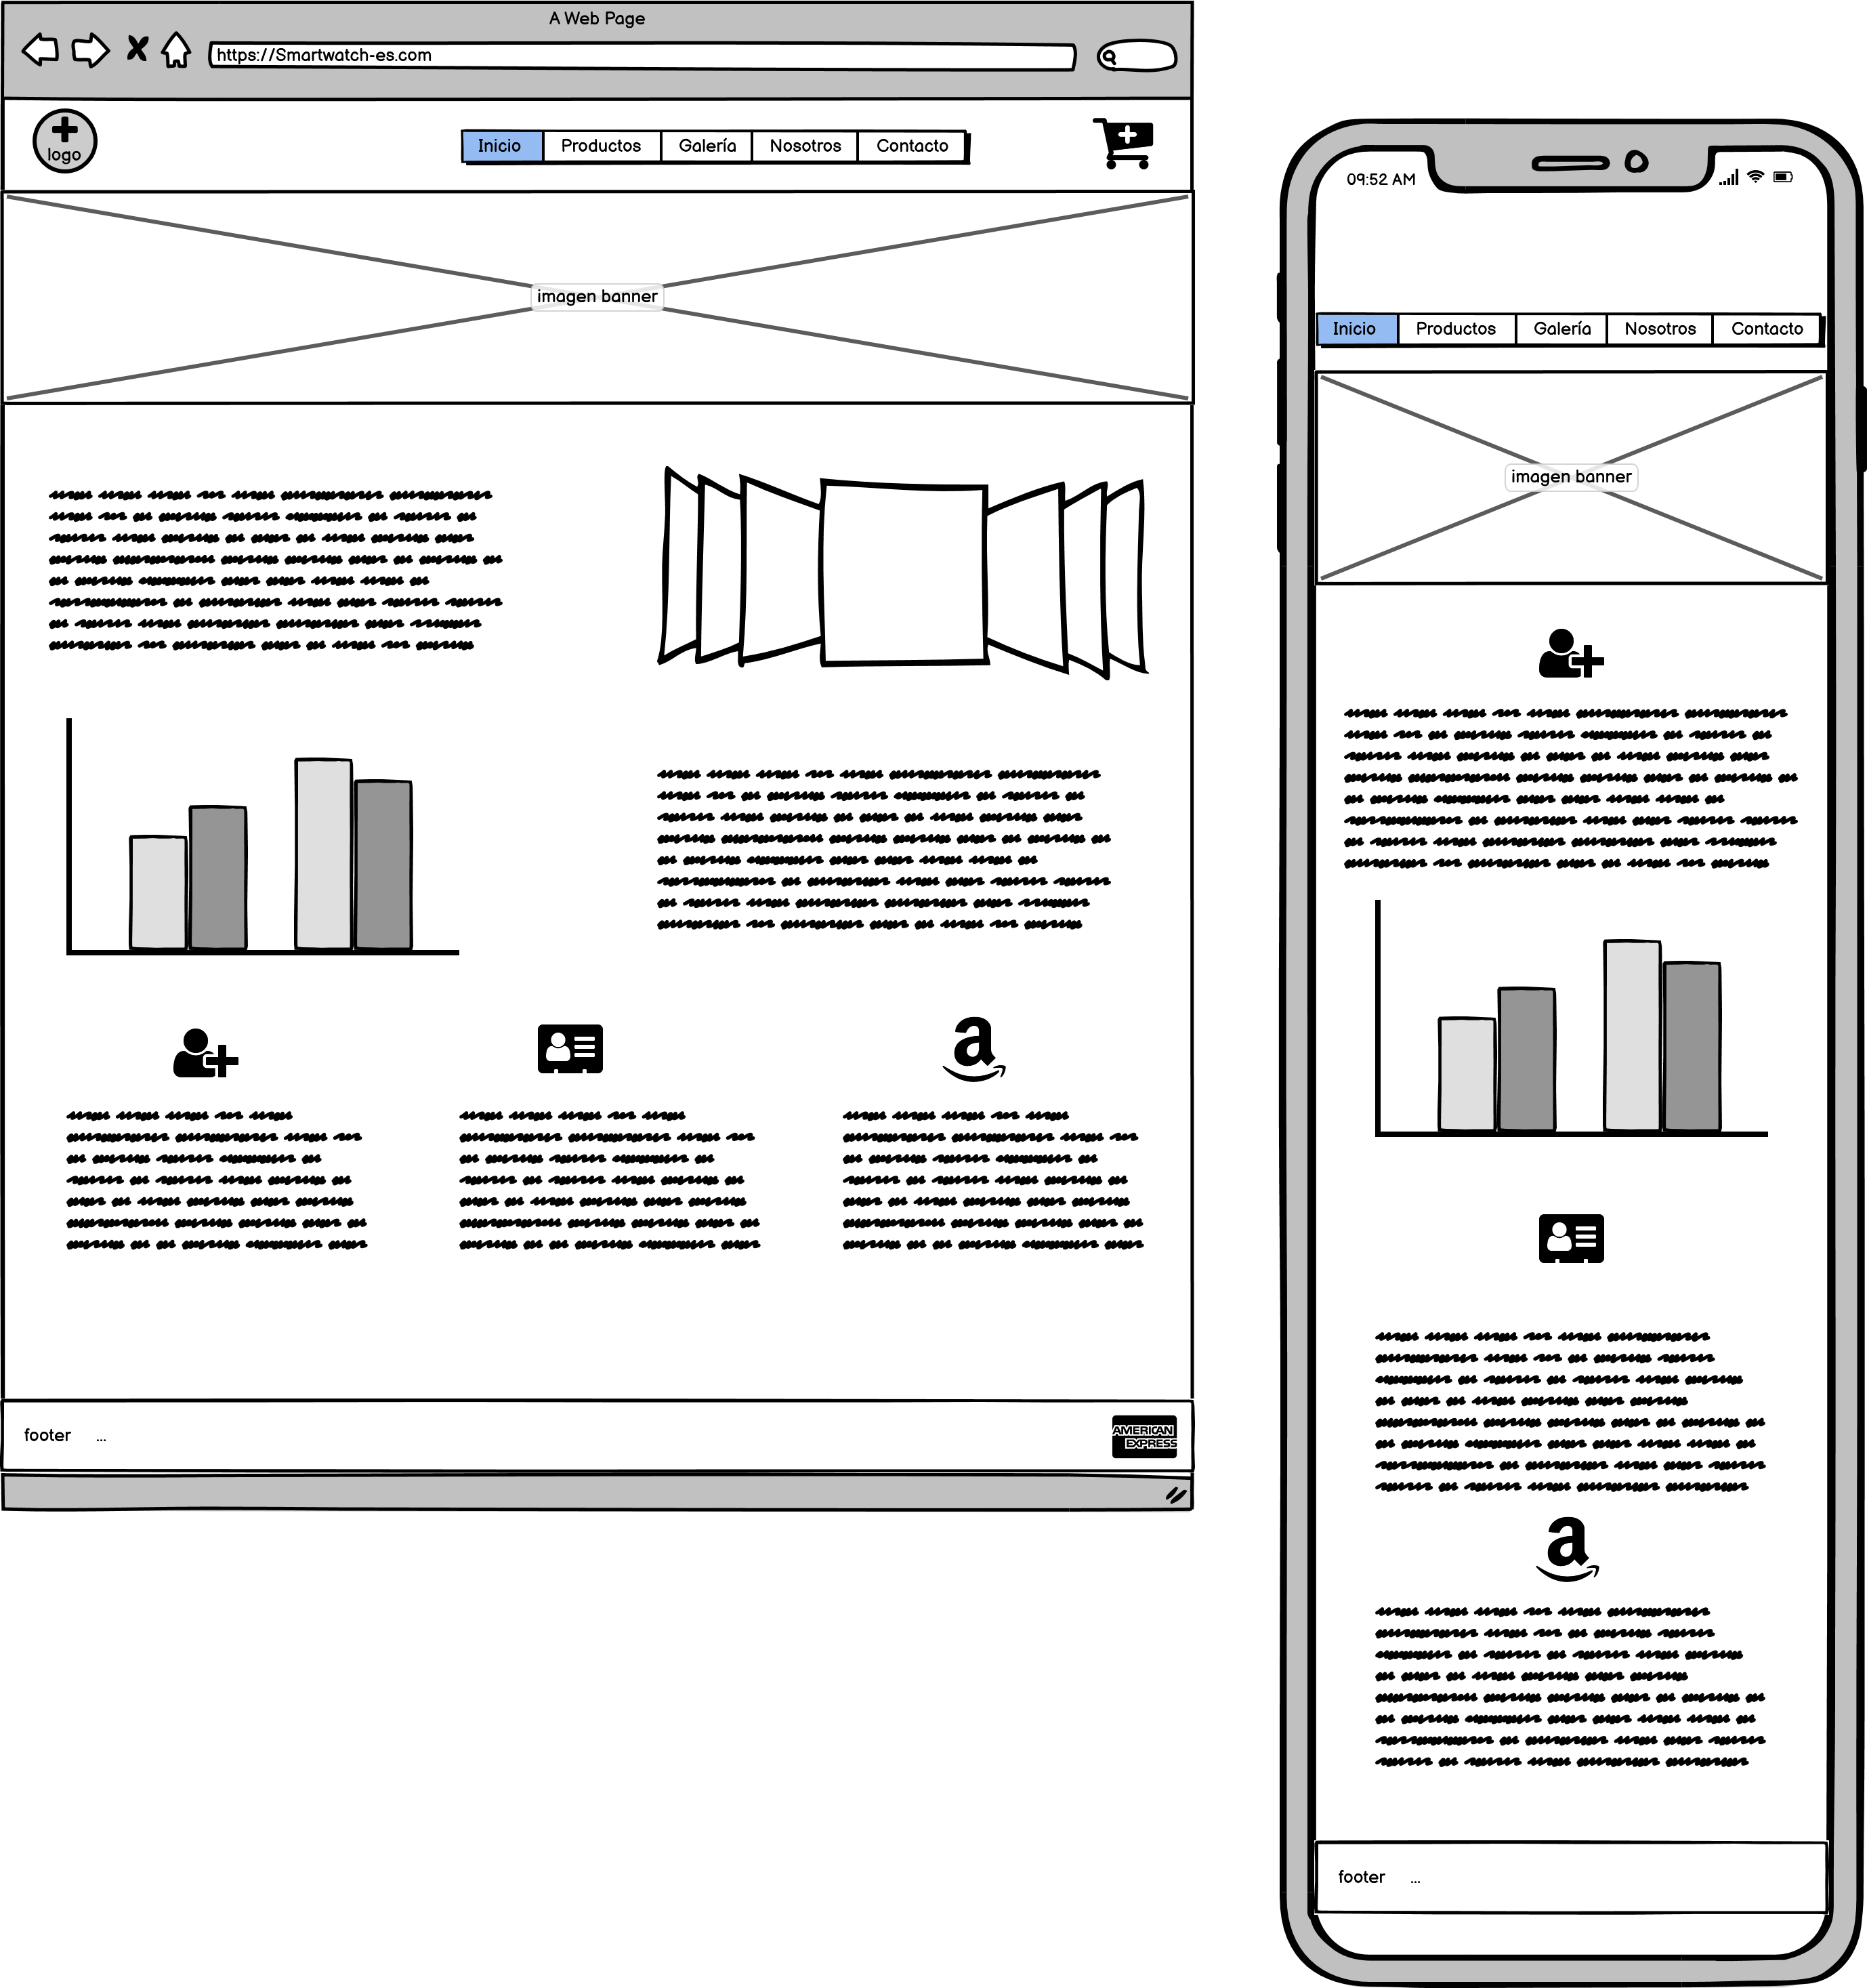 A Web Page
https://Smartwatch-es.com
logo
Inicio Productos Galería Nosotros Contacto
imagen banner
footer ...
AMERICAN
EXPRESS
09:52 AM
Inicio Productos Galería Nosotros Contacto
imagen banner
a
a
footer ...